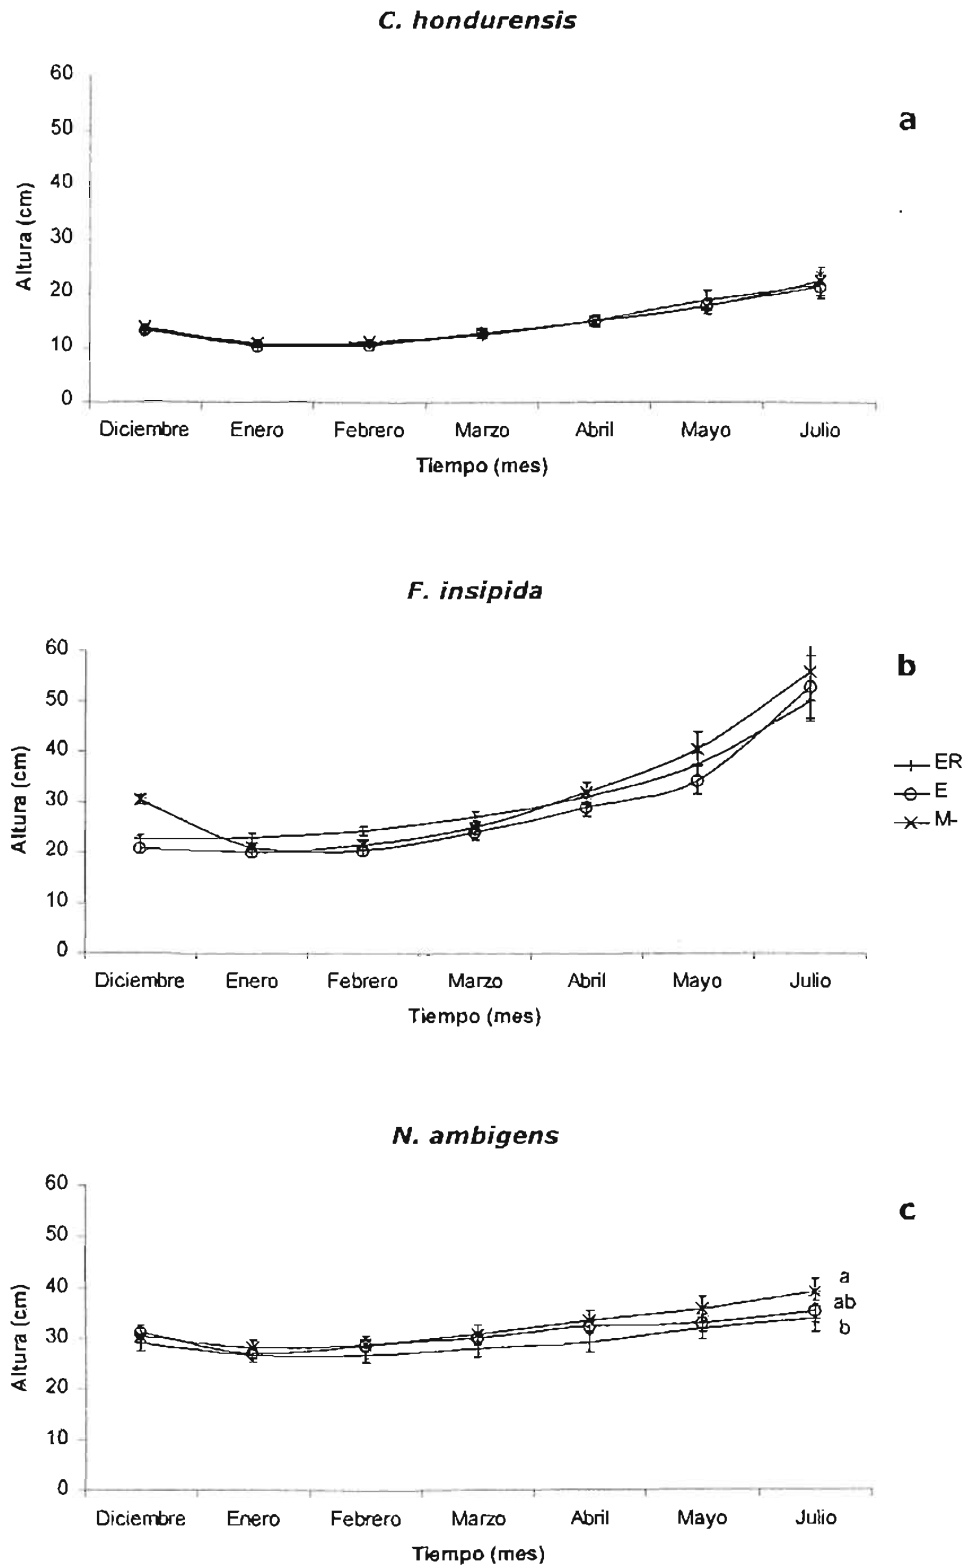 C. hondurensis
a
60
50
40
30
20
10
0
Altura (cm)
Diciembre Enero Febrero Marzo Abril Mayo Julio
Tiempo (mes)
F. insipida
b
60
50
40
30
20
10
0
Altura (cm)
ER
E
M-
Diciembre Enero Febrero Marzo Abril Mayo Julio
Tiempo (mes)
N. ambigens
c
60
50
40
30
20
10
0
Altura (cm)
a
ab
b
Diciembre Enero Febrero Marzo Abril Mayo Julio
Tiempo (mes)